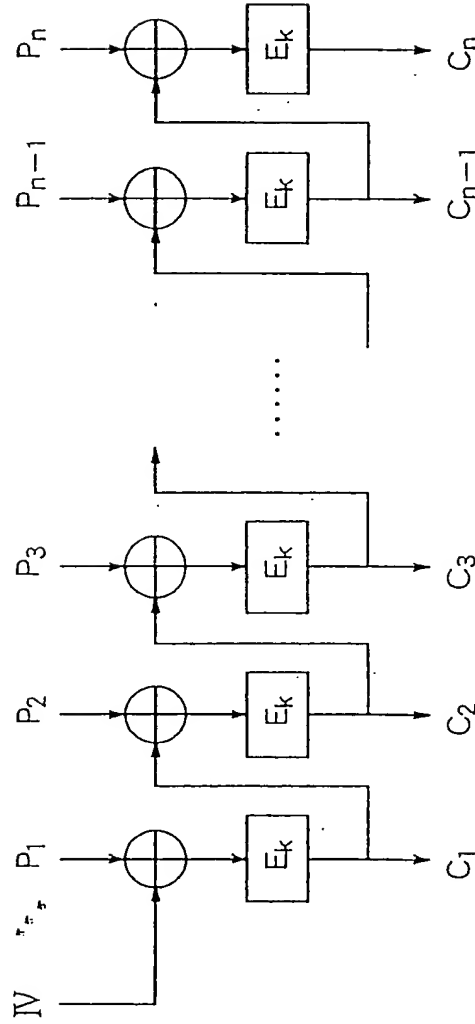 IV P₁ P₂ P₃ Pₙ₋₁ Pₙ
Eₖ Eₖ Eₖ ...... Eₖ Eₖ
C₁ C₂ C₃ Cₙ₋₁ Cₙ